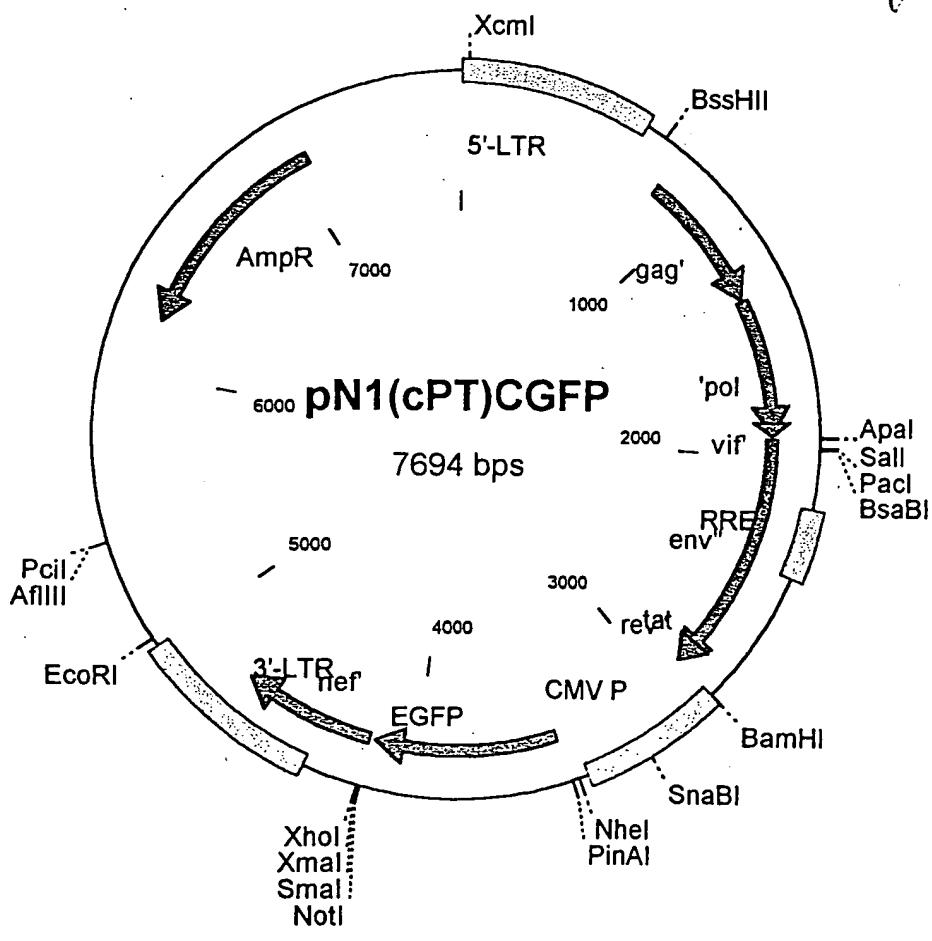 XcmI
BssHII
5'-LTR
AmpR
7000
gag'
1000
pN1(cPT)CGFP
7694 bps
6000
'pol
2000
vif'
ApaI
SalI
PacI
BsaBI
RRE
env''
5000
3000
PciI
AflIII
4000
rev
tat
EcoRI
3'-LTR
nef'
EGFP
CMV P
BamHI
SnaBI
NheI
PinAI
XhoI
XmaI
SmaI
NotI